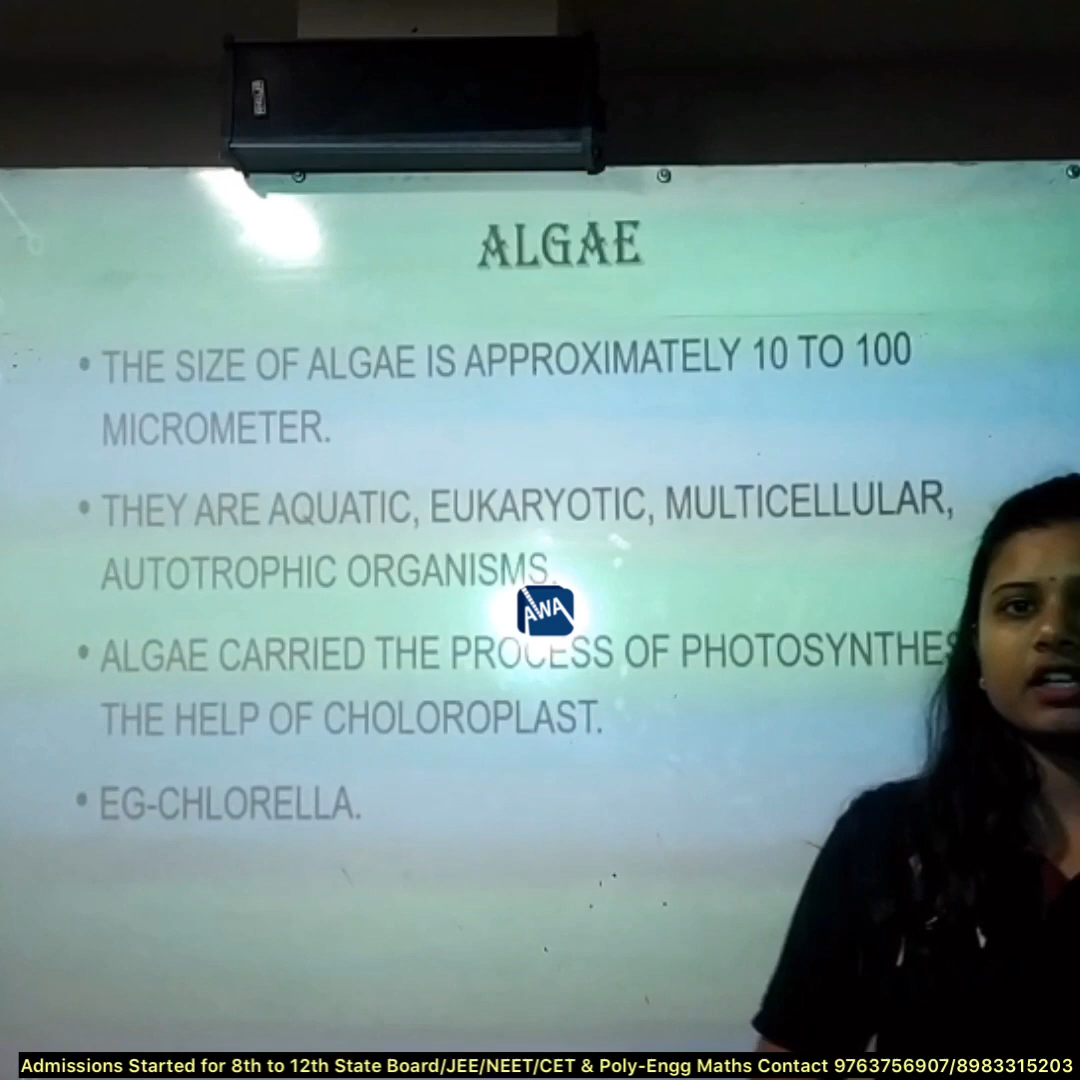 ALGAE
• THE SIZE OF ALGAE IS APPROXIMATELY 10 TO 100
MICROMETER.
• THEY ARE AQUATIC, EUKARYOTIC, MULTICELLULAR,
AUTOTROPHIC ORGANISMS.
AWA
• ALGAE CARRIED THE PROCESS OF PHOTOSYNTHES
THE HELP OF CHOLOROPLAST.
• EG-CHLORELLA.
Admissions Started for 8th to 12th State Board/JEE/NEET/CET & Poly-Engg Maths Contact 9763756907/8983315203